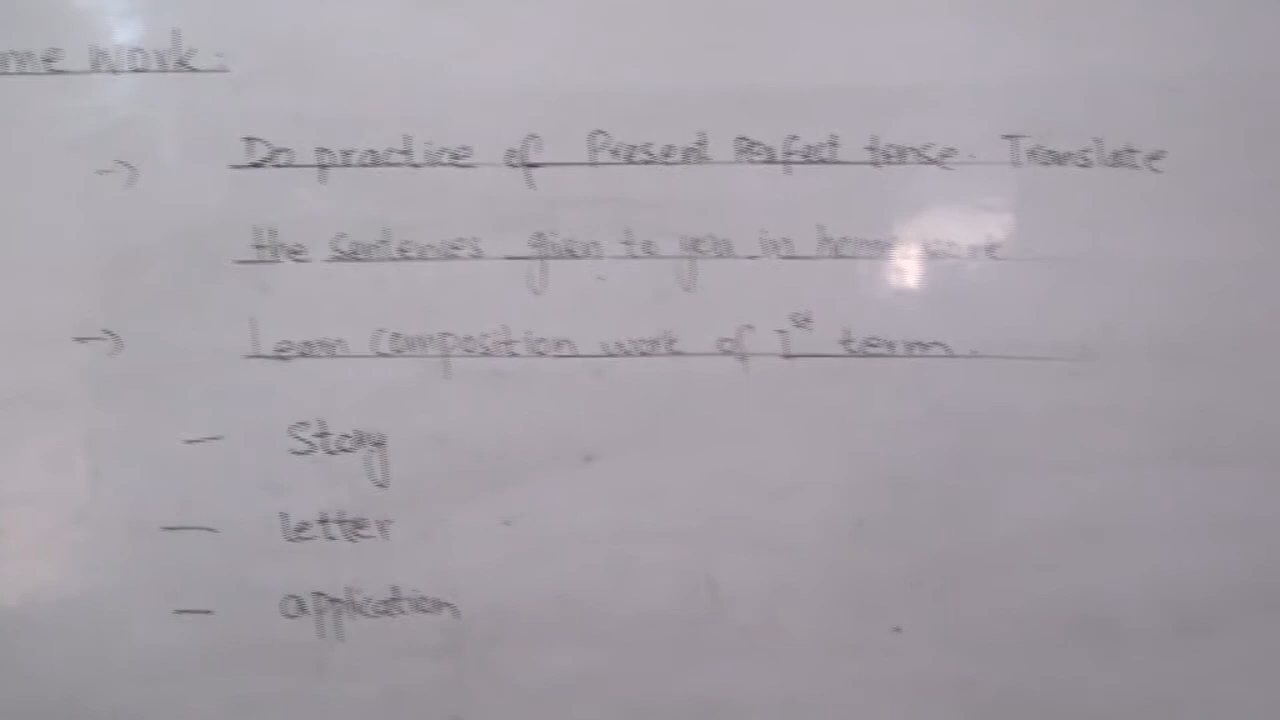 me Work:
→ Do practice of Present Perfect tense. Translate
the Sentences given to you in home work
→ Learn Composition work of 1st term.
- Story
- letter
- application